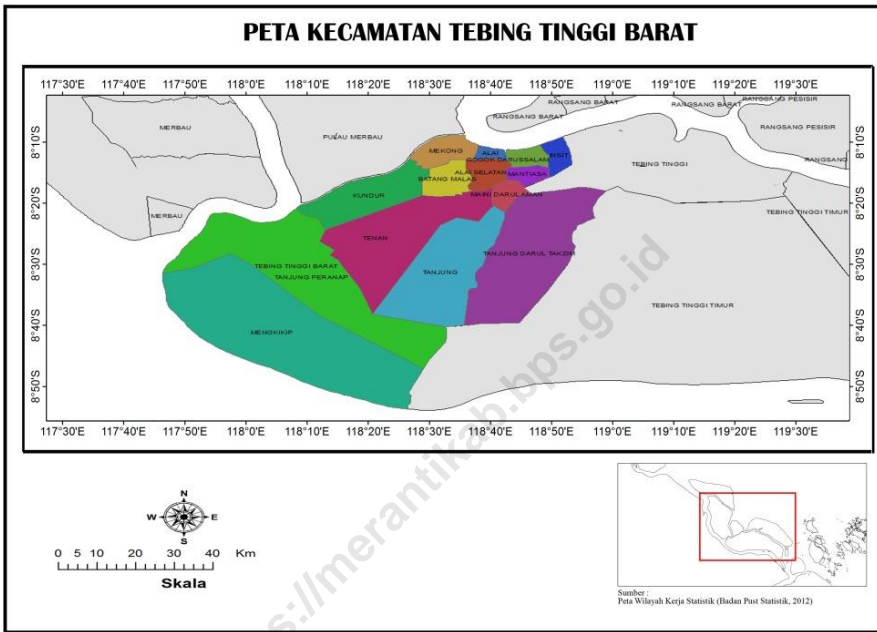 PETA KECAMATAN TEBING TINGGI BARAT
117°30'E 117°40'E 117°50'E 118°0'E 118°10'E 118°20'E 118°30'E 118°40'E 118°50'E 119°0'E 119°10'E 119°20'E 119°30'E
RANGSANG BARAT
RANGSANG BARAT
RANGSANG PESISIR
RANGSANG BARAT
RANGSANG PESISIR
MERBAU
PULAU MERBAU
8°10'S 8°10'S
MEKONG
ALAI
GOGOK DARUSSALAM
INSIT
RANGSANG
TEBING TINGGI
ALAI SELATAN
MANTIASA
BATANG MALAS
KUNDUR
MAINI DARUL AMAN
8°20'S 8°20'S
MERBAU
TEBING TINGGI TIMUR
TENAN
TANJUNG DARUL TAKZIM
8°30'S 8°30'S
TEBING TINGGI BARAT
TANJUNG PERANAP
TANJUNG
TEBING TINGGI TIMUR
8°40'S 8°40'S
MENGKIKIP
8°50'S 8°50'S
117°30'E 117°40'E 117°50'E 118°0'E 118°10'E 118°20'E 118°30'E 118°40'E 118°50'E 119°0'E 119°10'E 119°20'E 119°30'E
N
W E
S
0 5 10 20 30 40 Km
Skala
Sumber :
Peta Wilayah Kerja Statistik (Badan Pust Statistik, 2012)
s://merantikab.bps.go.id